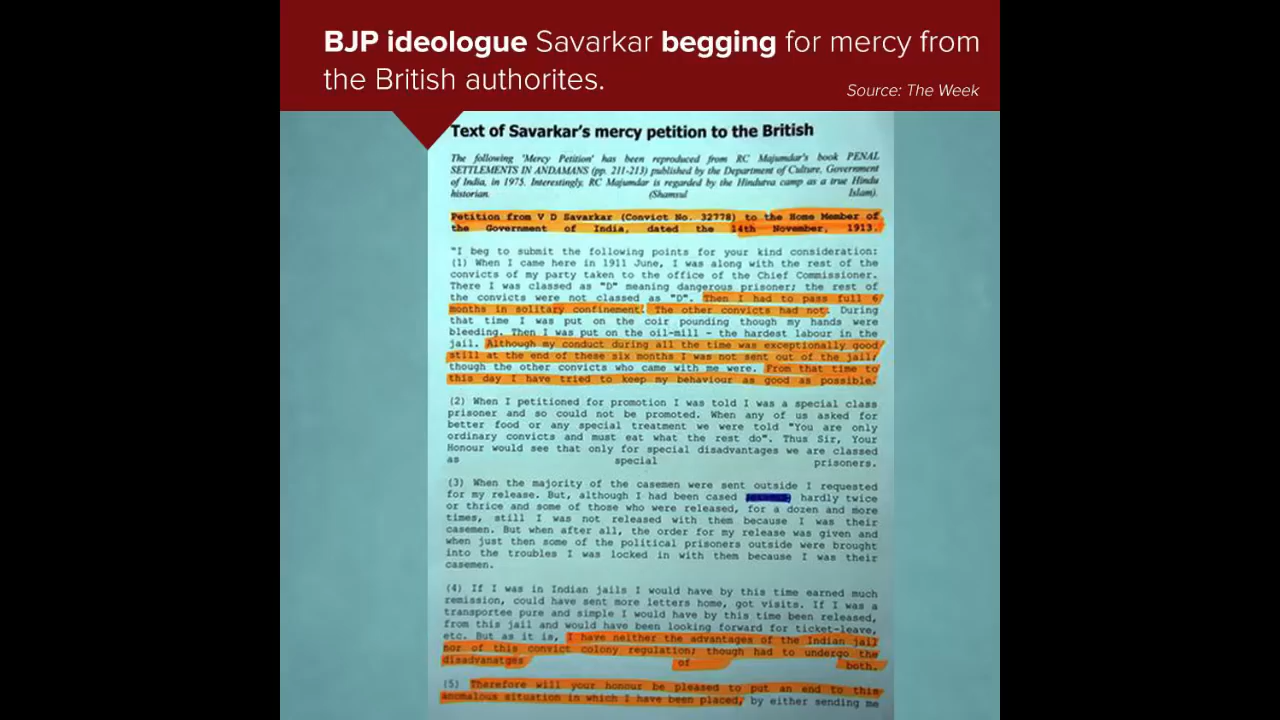 BJP ideologue Savarkar begging for mercy from
the British authorites.
Source: The Week
Text of Savarkar's mercy petition to the British
The following 'Mercy Petition' has been reproduced from RC Majumdar's book PENAL
SETTLEMENTS IN ANDAMANS (pp. 211-213) published by the Department of Culture, Government
of India, in 1975. Interestingly, RC Majumdar is regarded by the Hindutva camp as a true Hindu
historian. (Shamsul Islam).
Petition from V D Savarkar (Convict No. 32778) to the Home Member of
the Government of India, dated the 14th November, 1913.
"I beg to submit the following points for your kind consideration:
(1) When I came here in 1911 June, I was along with the rest of the
convicts of my party taken to the office of the Chief Commissioner.
There I was classed as "D" meaning dangerous prisoner; the rest of
the convicts were not classed as "D". Then I had to pass full 6
months in solitary confinement. The other convicts had not. During
that time I was put on the coir pounding though my hands were
bleeding. Then I was put on the oil-mill - the hardest labour in the
jail. Although my conduct during all the time was exceptionally good
still at the end of these six months I was not sent out of the jail;
though the other convicts who came with me were. From that time to
this day I have tried to keep my behaviour as good as possible.
(2) When I petitioned for promotion I was told I was a special class
prisoner and so could not be promoted. When any of us asked for
better food or any special treatment we were told "You are only
ordinary convicts and must eat what the rest do". Thus Sir, Your
Honour would see that only for special disadvantages we are classed
as special prisoners.
(3) When the majority of the casemen were sent outside I requested
for my release. But, although I had been cased hardly twice
or thrice and some of those who were released, for a dozen and more
times, still I was not released with them because I was their
casemen. But when after all, the order for my release was given and
when just then some of the political prisoners outside were brought
into the troubles I was locked in with them because I was their
casemen.
(4) If I was in Indian jails I would have by this time earned much
remission, could have sent more letters home, got visits. If I was a
transportee pure and simple I would have by this time been released,
from this jail and would have been looking forward for ticket-leave,
etc. But as it is, I have neither the advantages of the Indian jail
nor of this convict colony regulation; though had to undergo the
disadvanatges of both.
(5) Therefore will your honour be pleased to put an end to this
anomalous situation in which I have been placed, by either sending me